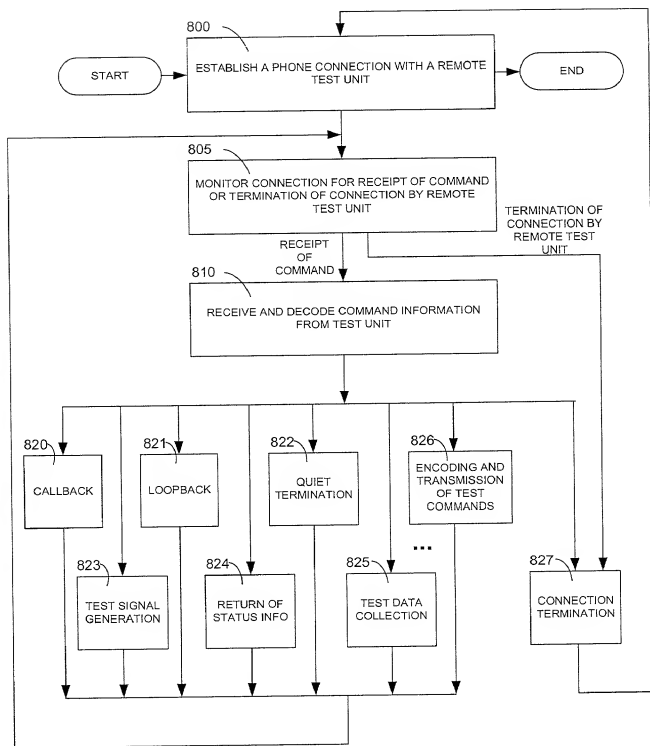 800
START
ESTABLISH A PHONE CONNECTION WITH A REMOTE
TEST UNIT
END
805
MONITOR CONNECTION FOR RECEIPT OF COMMAND
OR TERMINATION OF CONNECTION BY REMOTE
TEST UNIT
TERMINATION OF
CONNECTION BY
REMOTE TEST
UNIT
RECEIPT
OF
COMMAND
810
RECEIVE AND DECODE COMMAND INFORMATION
FROM TEST UNIT
820
CALLBACK
821
LOOPBACK
822
QUIET
TERMINATION
826
ENCODING AND
TRANSMISSION
OF TEST
COMMANDS
...
823
TEST SIGNAL
GENERATION
824
RETURN OF
STATUS INFO
825
TEST DATA
COLLECTION
827
CONNECTION
TERMINATION